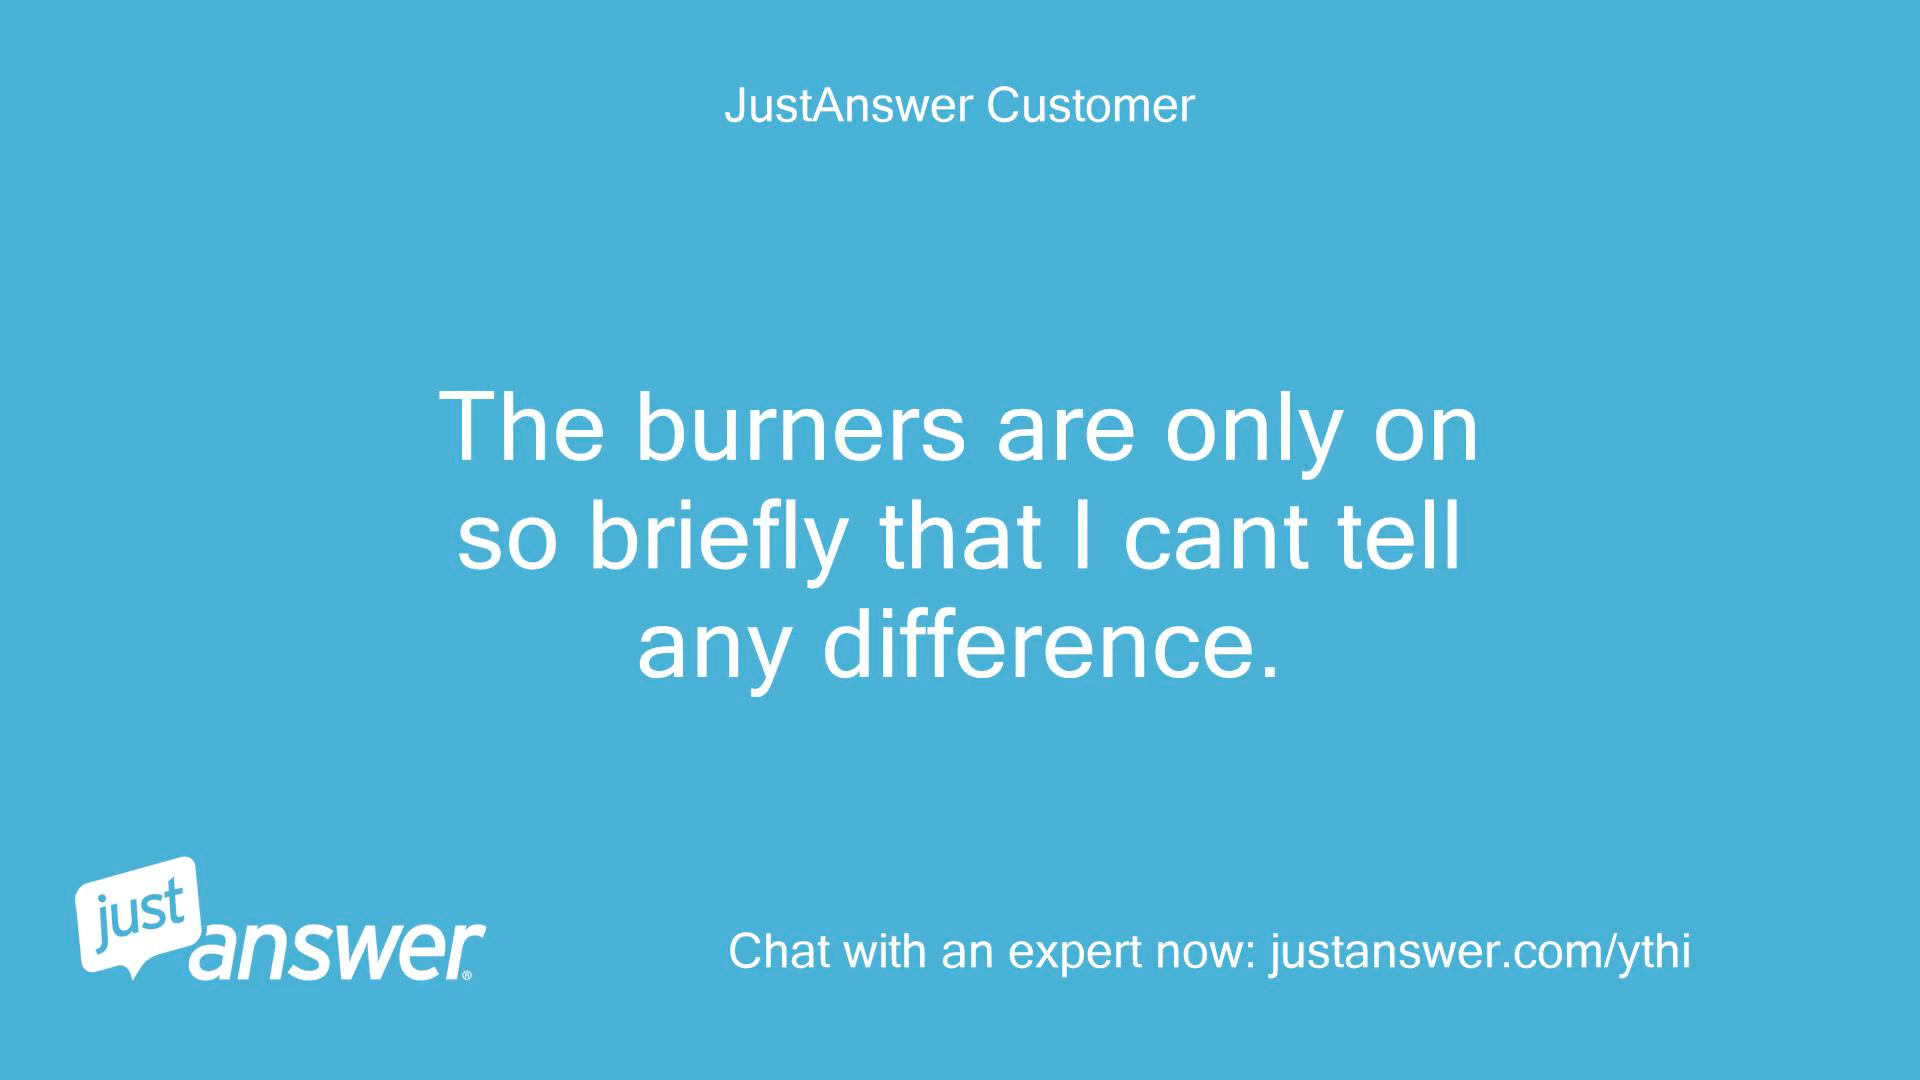 JustAnswer Customer
The burners are only on
so briefly that I cant tell
any difference.
just
answer®
Chat with an expert now: justanswer.com/ythi